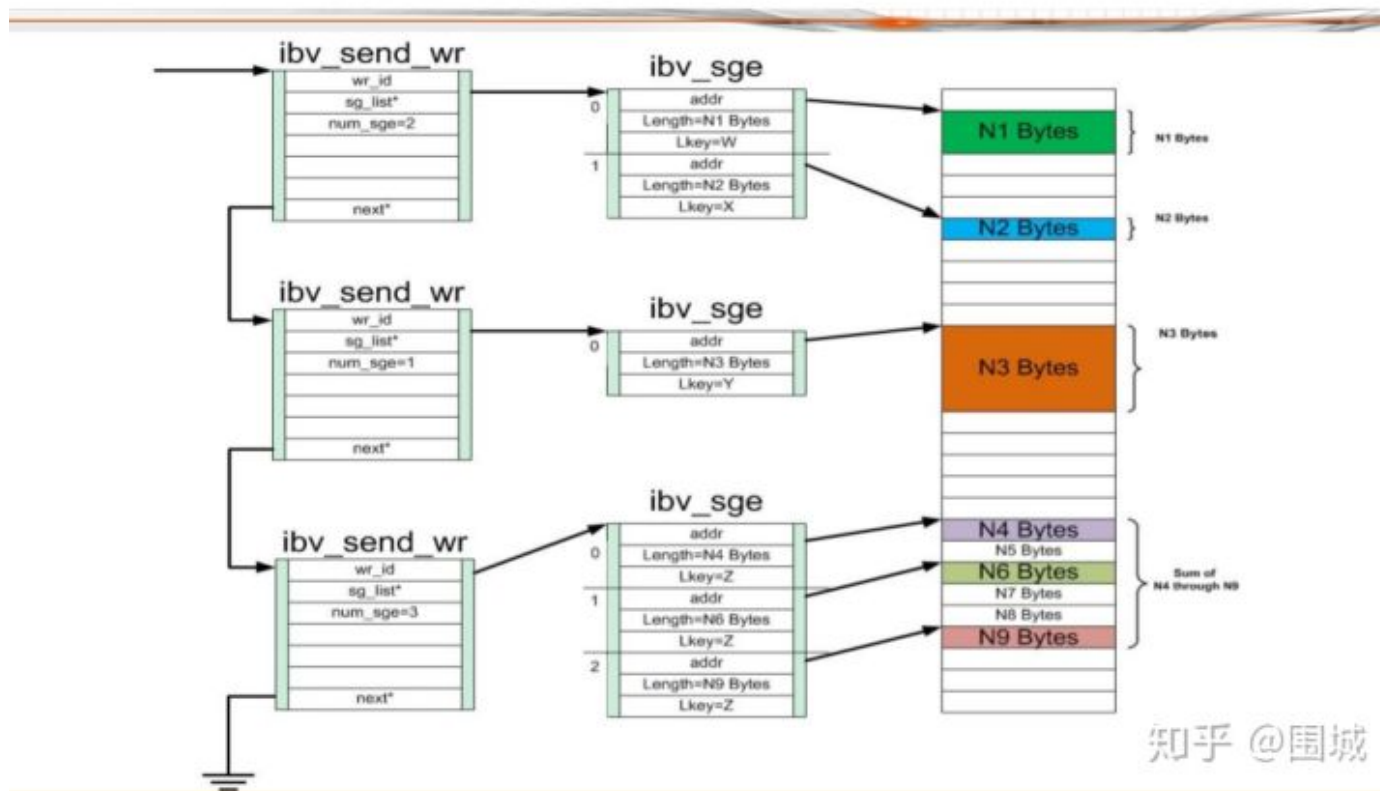 ibv_send_wr
wr_id
sg_list*
num_sge=2
next*
ibv_sge
0
addr
Length=N1 Bytes
Lkey=W
1
addr
Length=N2 Bytes
Lkey=X
N1 Bytes
N1 Bytes
N2 Bytes
N2 Bytes
ibv_send_wr
wr_id
sg_list*
num_sge=1
next*
ibv_sge
0
addr
Length=N3 Bytes
Lkey=Y
N3 Bytes
N3 Bytes
ibv_send_wr
wr_id
sg_list*
num_sge=3
next*
ibv_sge
0
addr
Length=N4 Bytes
Lkey=Z
1
addr
Length=N6 Bytes
Lkey=Z
2
addr
Length=N9 Bytes
Lkey=Z
N4 Bytes
N5 Bytes
N6 Bytes
N7 Bytes
N8 Bytes
N9 Bytes
Sum of
N4 through N9
知乎 @围城